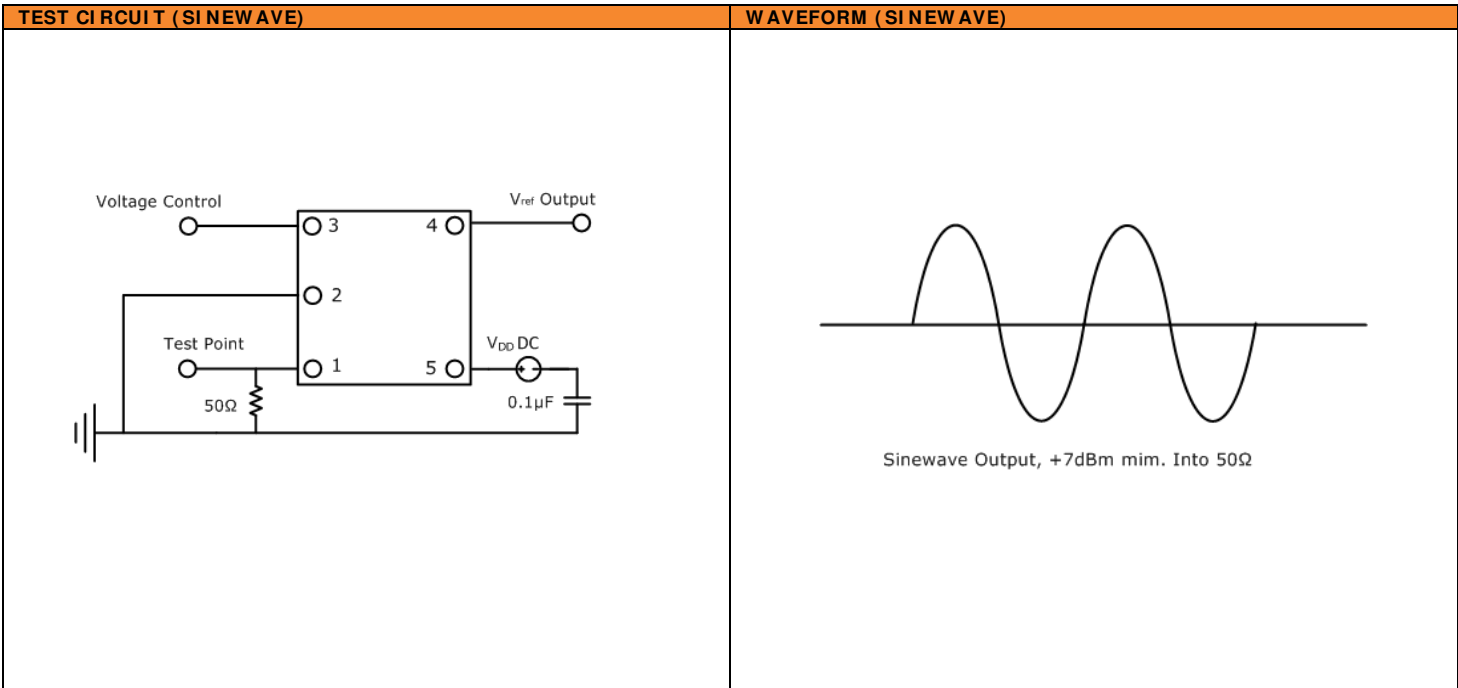 TEST CIRCUIT (SINEWAVE)
WAVEFORM (SINEWAVE)
Voltage Control
3
4
Vref Output
2
Test Point
1
5
VDD DC
50Ω
0.1µF
Sinewave Output, +7dBm mim. Into 50Ω